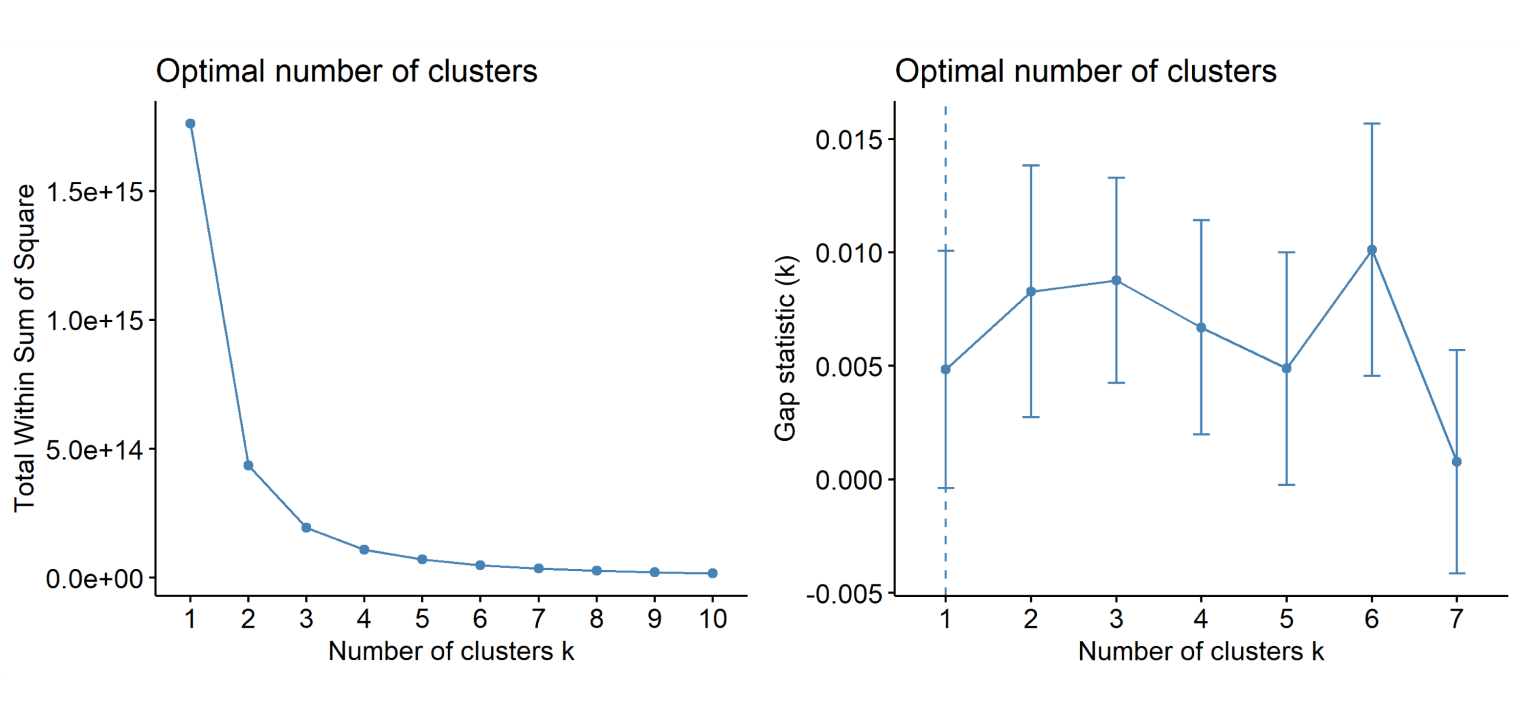 Optimal number of clusters
Total Within Sum of Square
1.5e+15
1.0e+15
5.0e+14
0.0e+00
1 2 3 4 5 6 7 8 9 10
Number of clusters k
Optimal number of clusters
Gap statistic (k)
0.015
0.010
0.005
0.000
-0.005
1 2 3 4 5 6 7
Number of clusters k